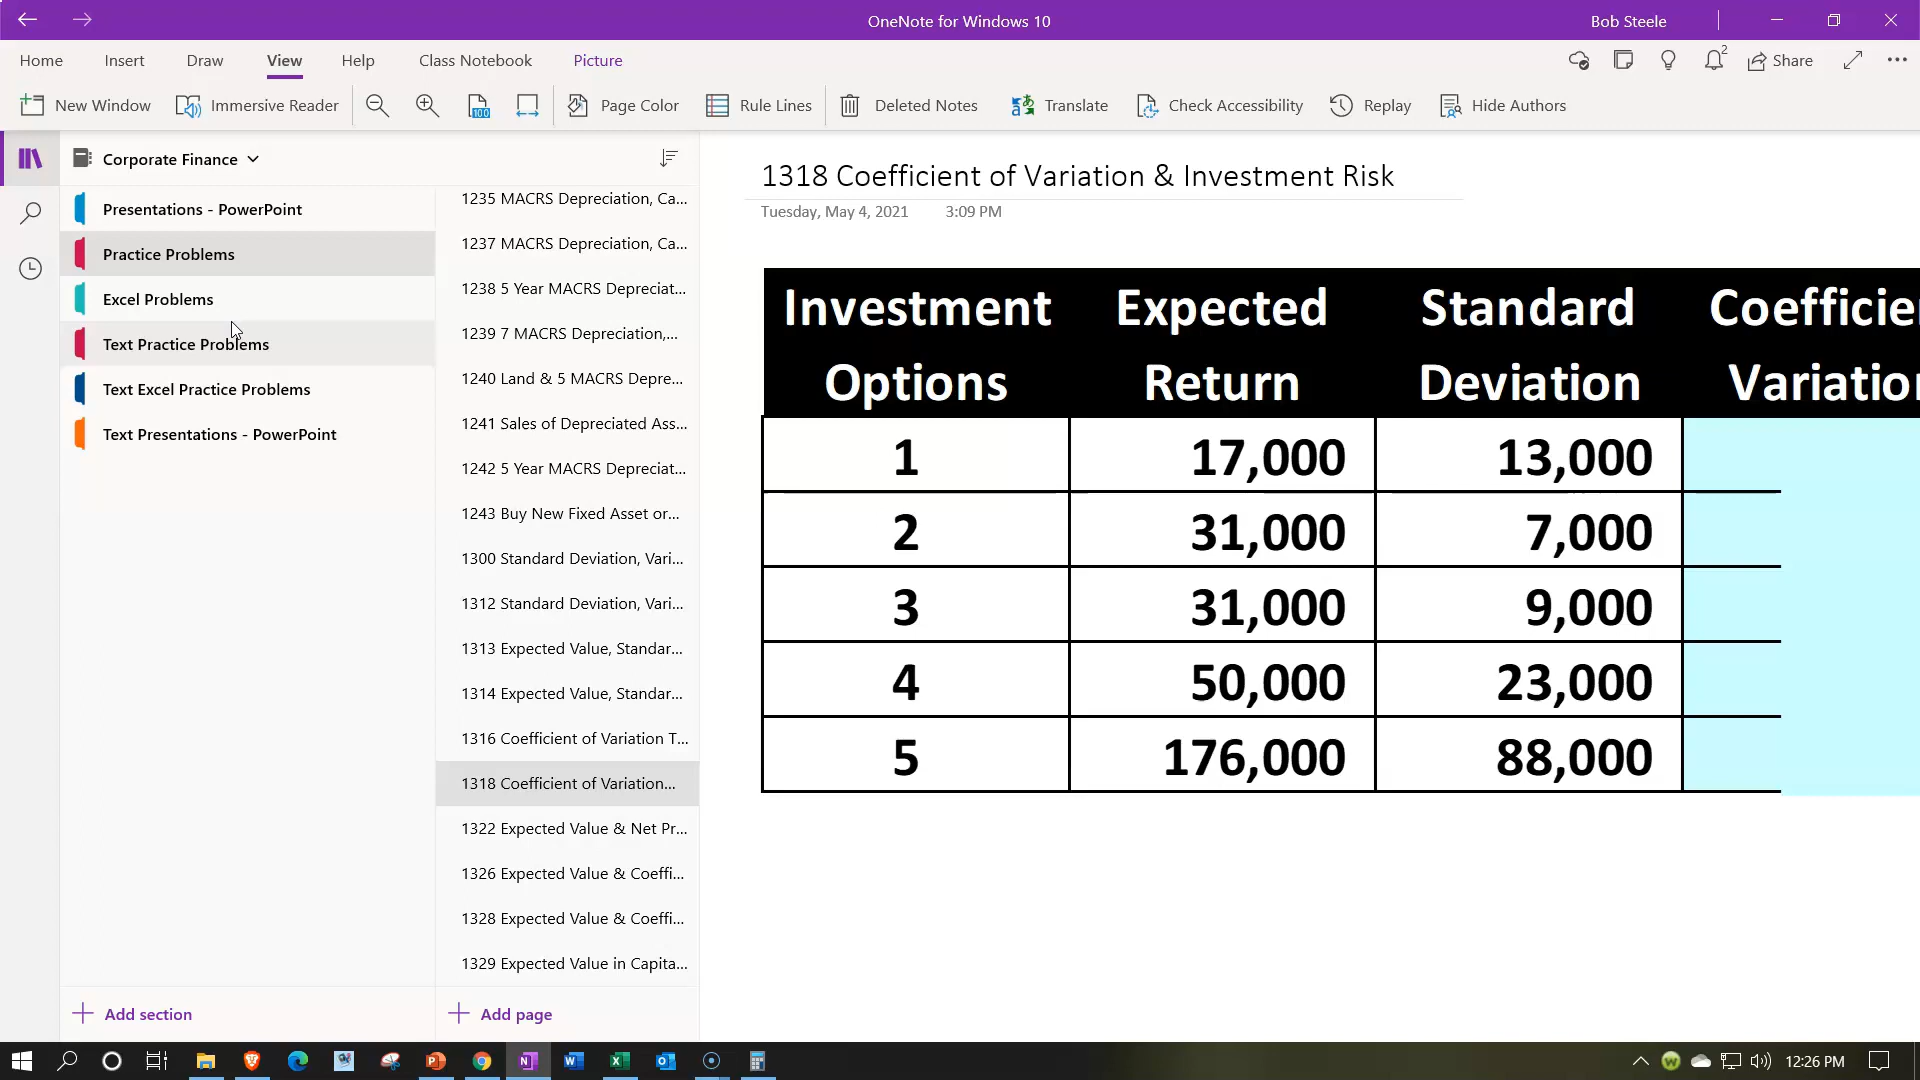 OneNote for Windows 10
Bob Steele
Home Insert Draw View Help Class Notebook Picture
2
Share
New Window Immersive Reader 100 Page Color Rule Lines Deleted Notes Translate Check Accessibility Replay Hide Authors
Corporate Finance
Presentations - PowerPoint
Practice Problems
Excel Problems
Text Practice Problems
Text Excel Practice Problems
Text Presentations - PowerPoint
Add section
1235 MACRS Depreciation, Ca...
1237 MACRS Depreciation, Ca...
1238 5 Year MACRS Depreciat...
1239 7 MACRS Depreciation,...
1240 Land & 5 MACRS Depre...
1241 Sales of Depreciated Ass...
1242 5 Year MACRS Depreciat...
1243 Buy New Fixed Asset or...
1300 Standard Deviation, Vari...
1312 Standard Deviation, Vari...
1313 Expected Value, Standar...
1314 Expected Value, Standar...
1316 Coefficient of Variation T...
1318 Coefficient of Variation...
1322 Expected Value & Net Pr...
1326 Expected Value & Coeffi...
1328 Expected Value & Coeffi...
1329 Expected Value in Capita...
Add page
1318 Coefficient of Variation & Investment Risk
Tuesday, May 4, 2021 3:09 PM
Investment Expected Standard Coefficie
Options Return Deviation Variatio
1 17,000 13,000
2 31,000 7,000
3 31,000 9,000
4 50,000 23,000
5 176,000 88,000
12:26 PM